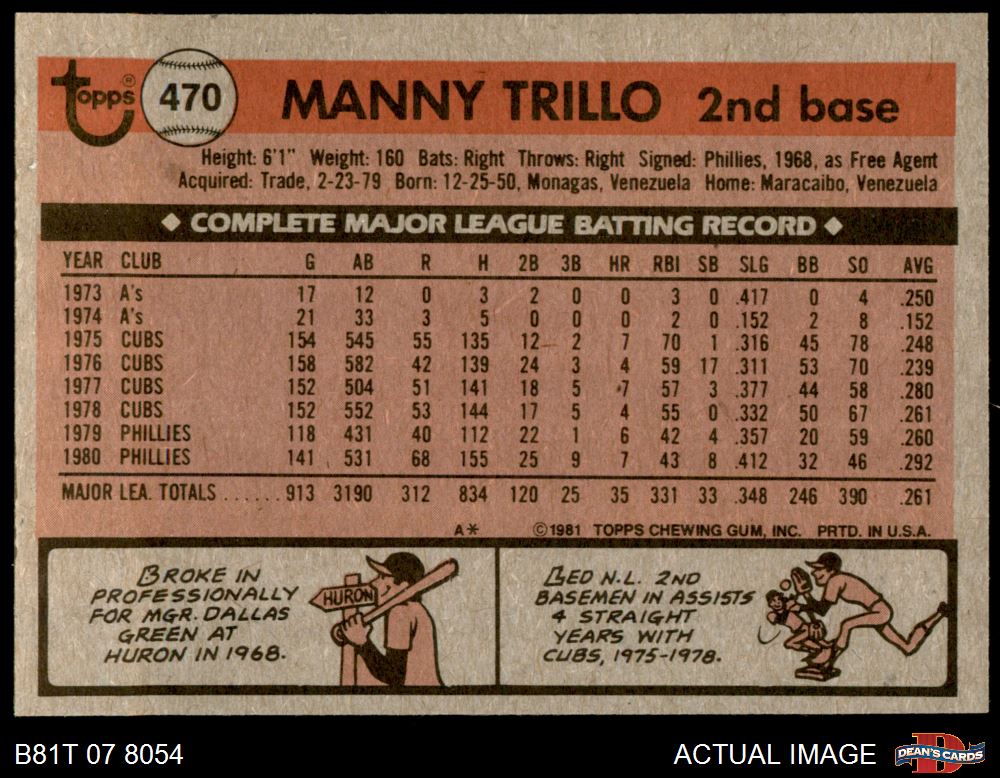 Topps® 470 MANNY TRILLO 2nd base
Height: 6'1" Weight: 160 Bats: Right Throws: Right Signed: Phillies, 1968, as Free Agent
Acquired: Trade, 2-23-79 Born: 12-25-50, Monagas, Venezuela Home: Maracaibo, Venezuela
◆ COMPLETE MAJOR LEAGUE BATTING RECORD ◆
YEAR CLUB G AB R H 2B 3B HR RBI SB SLG BB SO AVG
1973 A's 17 12 0 3 2 0 0 3 0 .417 0 4 .250
1974 A's 21 33 3 5 0 0 0 2 0 .152 2 8 .152
1975 CUBS 154 545 55 135 12 2 7 70 1 .316 45 78 .248
1976 CUBS 158 582 42 139 24 3 4 59 17 .311 53 70 .239
1977 CUBS 152 504 51 141 18 5 7 57 3 .377 44 58 .280
1978 CUBS 152 552 53 144 17 5 4 55 0 .332 50 67 .261
1979 PHILLIES 118 431 40 112 22 1 6 42 4 .357 20 59 .260
1980 PHILLIES 141 531 68 155 25 9 7 43 8 .412 32 46 .292
MAJOR LEA. TOTALS ...... 913 3190 312 834 120 25 35 331 33 .348 246 390 .261
A* ©1981 TOPPS CHEWING GUM, INC. PRTD. IN U.S.A.
BROKE IN
PROFESSIONALLY
FOR MGR. DALLAS
GREEN AT
HURON IN 1968.
HURON
LED N.L. 2ND
BASEMEN IN ASSISTS
4 STRAIGHT
YEARS WITH
CUBS, 1975-1978.
B81T 07 8054 ACTUAL IMAGE DEAN'S CARDS